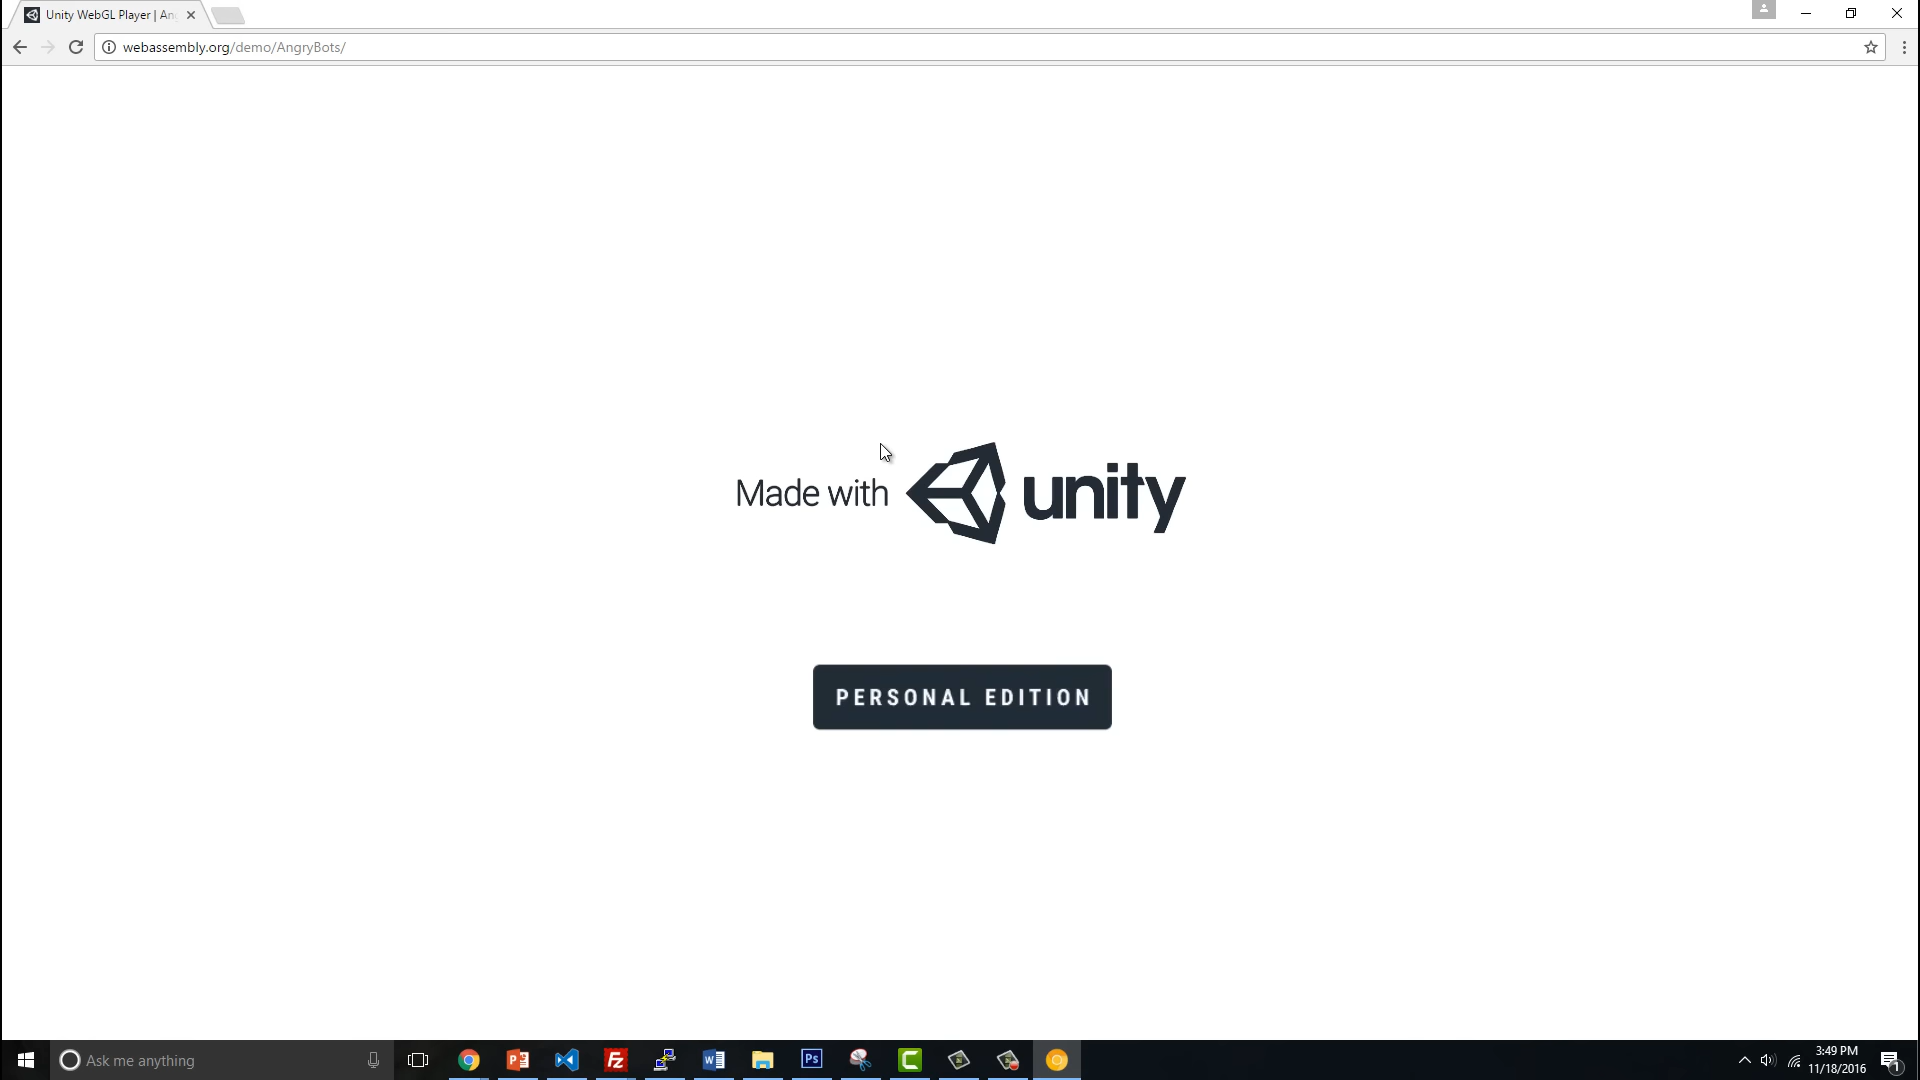 Unity WebGL Player | An
webassembly.org/demo/AngryBots/
Made with unity
PERSONAL EDITION
Ask me anything
3:49 PM
11/18/2016
1